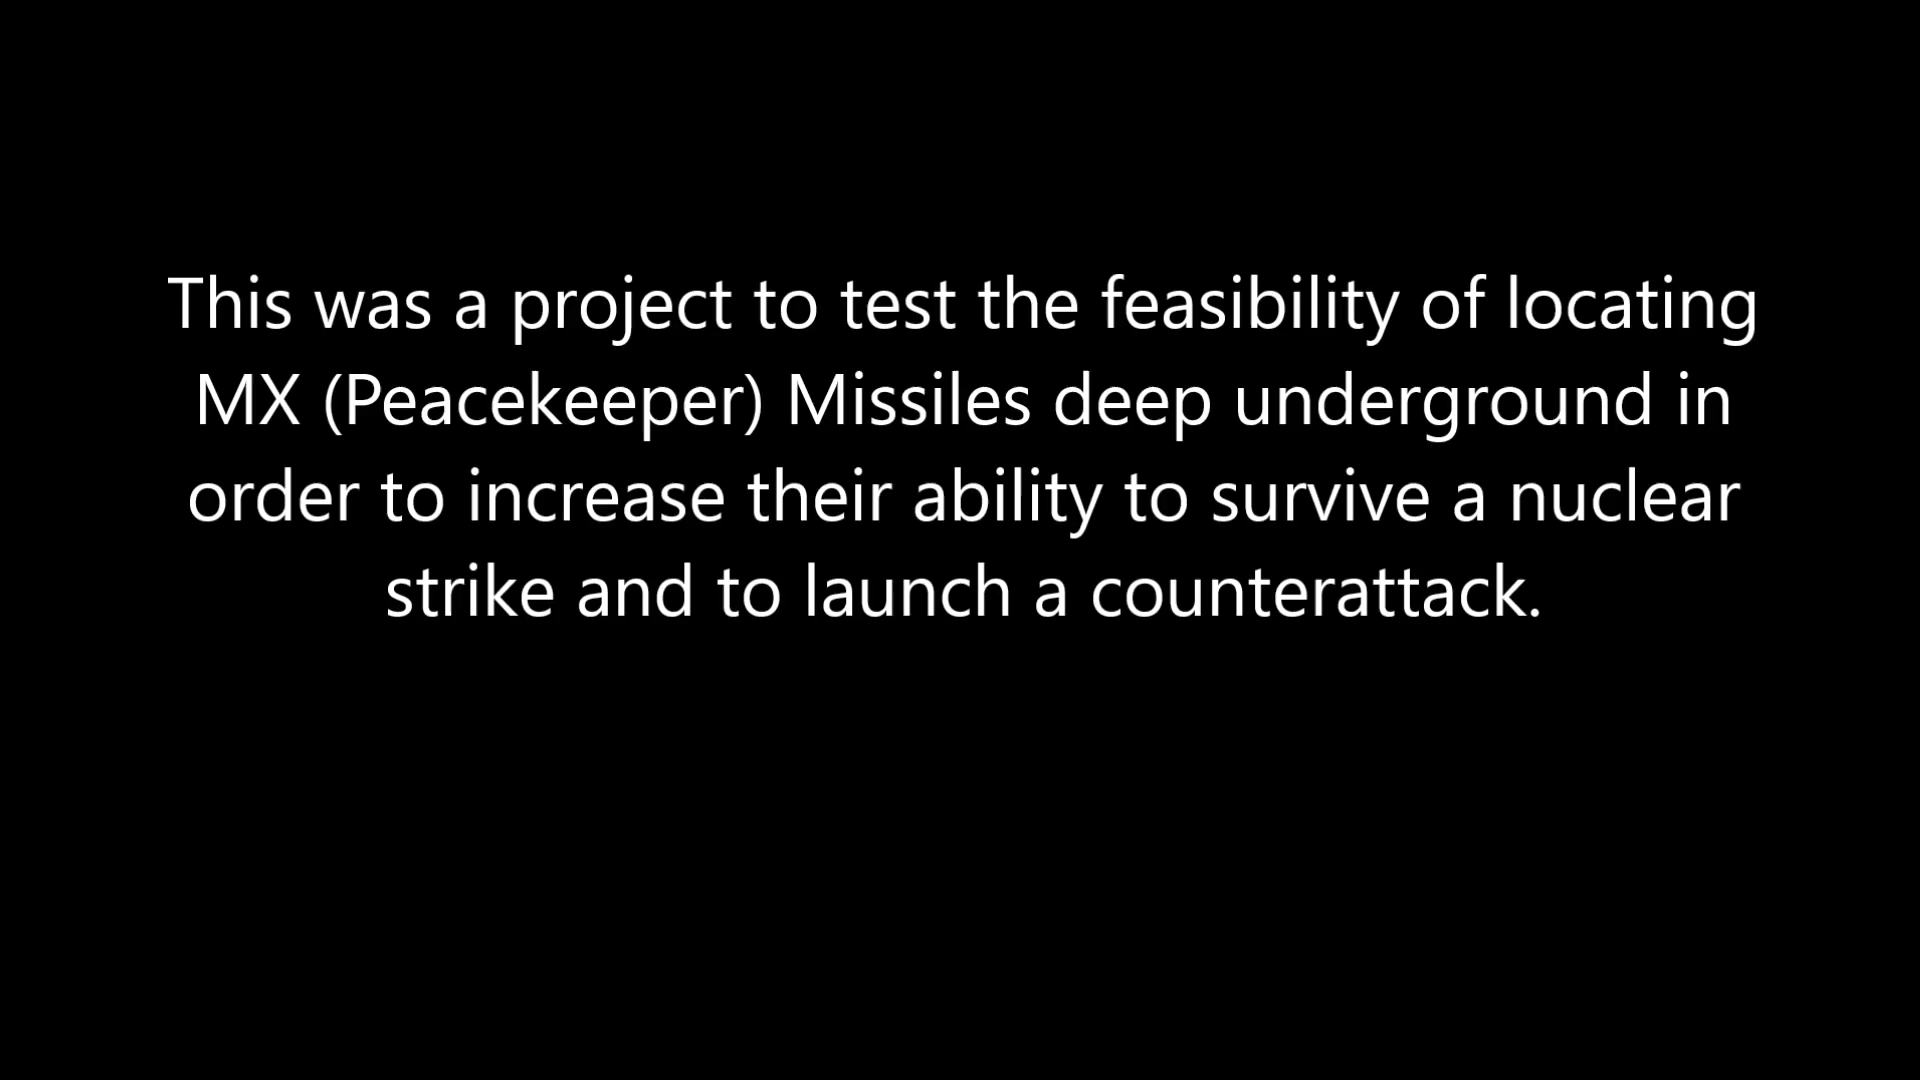 This was a project to test the feasibility of locating
MX (Peacekeeper) Missiles deep underground in
order to increase their ability to survive a nuclear
strike and to launch a counterattack.